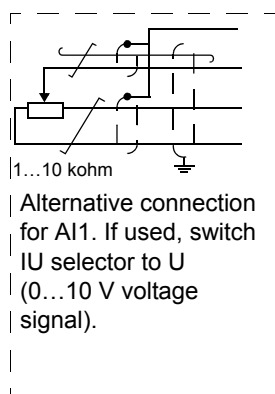 1…10 kohm
Alternative connection
for AI1. If used, switch
IU selector to U
(0…10 V voltage
signal).